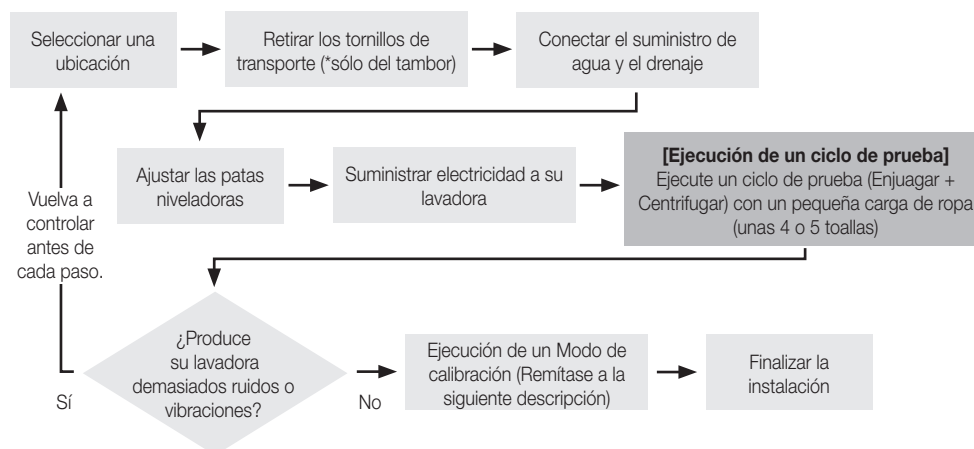 Seleccionar una
ubicación
Retirar los tornillos de
transporte (*sólo del tambor)
Conectar el suministro de
agua y el drenaje
Ajustar las patas
niveladoras
Suministrar electricidad a su
lavadora
[Ejecución de un ciclo de prueba]
Ejecute un ciclo de prueba (Enjuagar +
Centrifugar) con un pequeña carga de ropa
(unas 4 o 5 toallas)
Vuelva a
controlar
antes de
cada paso.
¿Produce
su lavadora
demasiados ruidos o
vibraciones?
Sí
No
Ejecución de un Modo de
calibración (Remítase a la
siguiente descripción)
Finalizar la
instalación